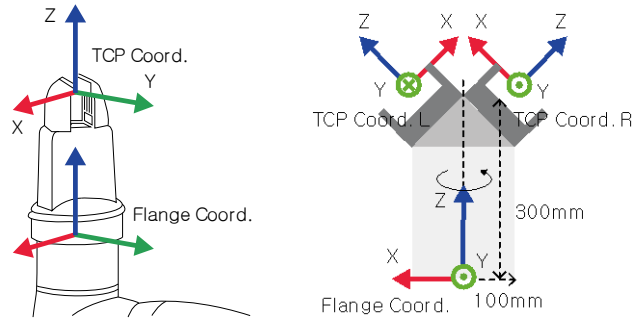 Z
TCP Coord.
Y
X
Flange Coord.
Z
X
X
Z
Y
Y
TCP Coord. L
TCP Coord. R
Z
300mm
X
Y
Flange Coord.
100mm